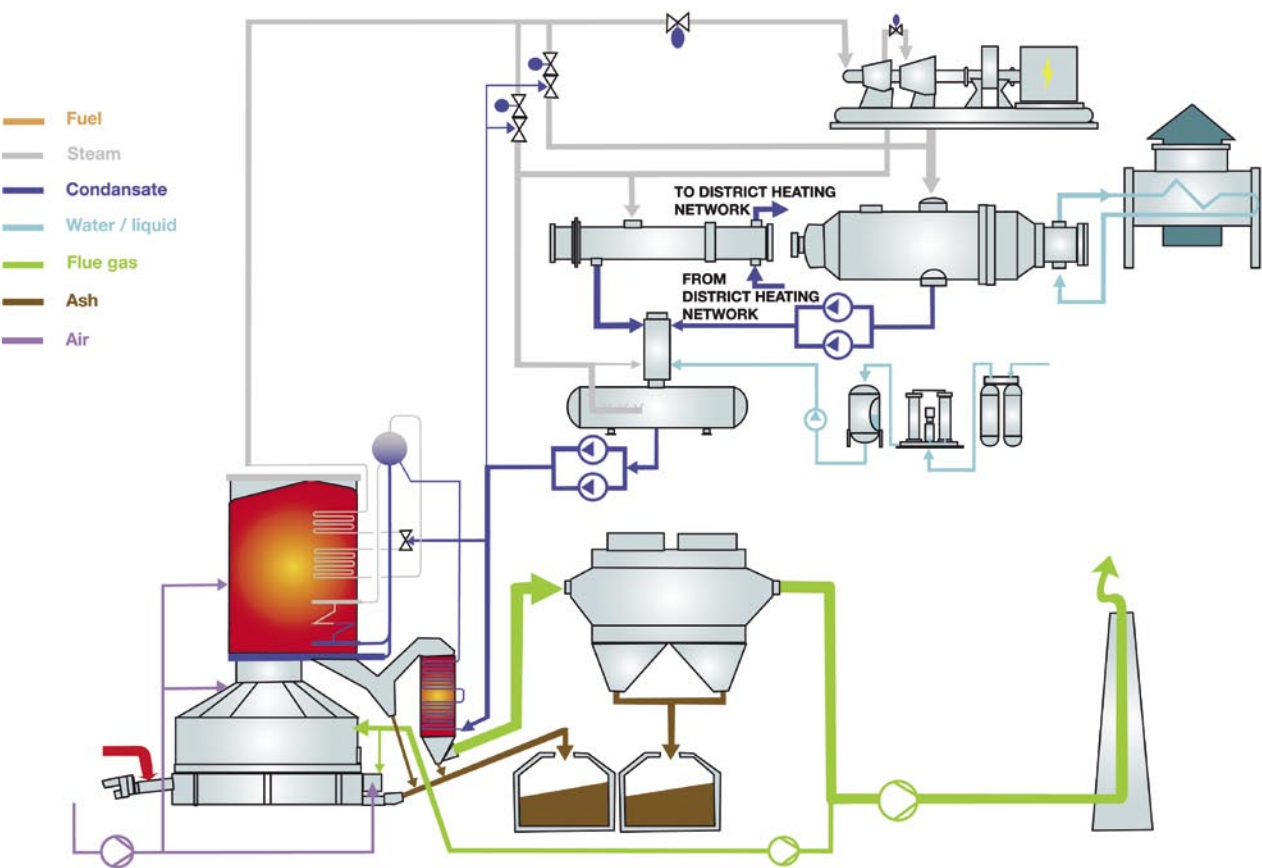 Fuel
Steam
Condansate
Water / liquid
Flue gas
Ash
Air
TO DISTRICT HEATING
NETWORK
FROM
DISTRICT HEATING
NETWORK